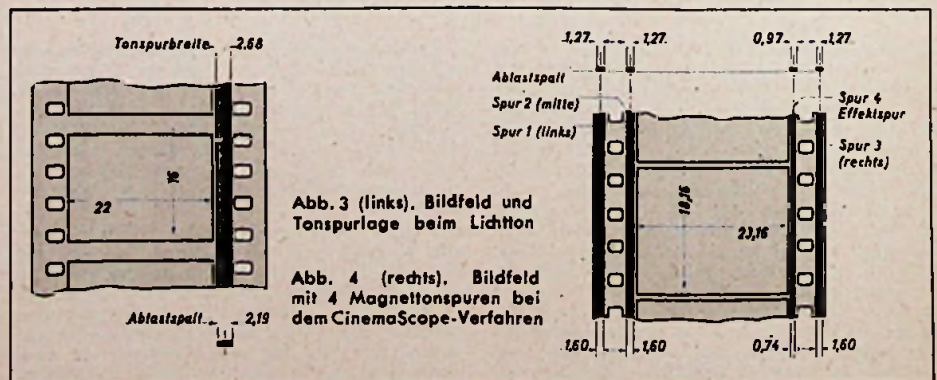 Tonspurbreite 2,68
16
22
Abtastspalt 2,19
Abb. 3 (links). Bildfeld und
Tonspurlage beim Lichtton
Abb. 4 (rechts). Bildfeld
mit 4 Magnettonspuren bei
dem CinemaScope-Verfahren
1,27 1,27 0,97 1,27
Abtastspalt
Spur 2 (mitte)
Spur 1 (links)
Spur 4
Effektspur
Spur 3
(rechts)
18,16
23,16
1,60 1,60 0,74 1,60